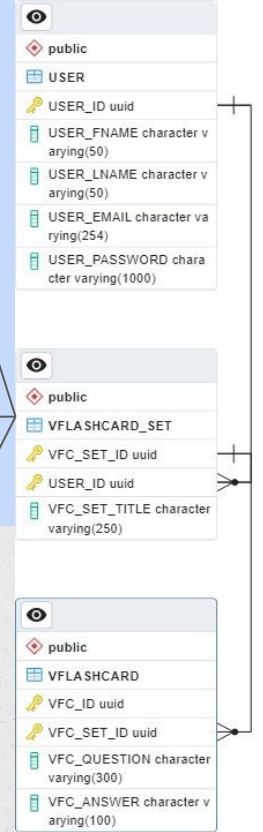 public
USER
USER_ID uuid
USER_FNAME character v
arying(50)
USER_LNAME character v
arying(50)
USER_EMAIL character va
rying(254)
USER_PASSWORD chara
cter varying(1000)
public
VFLASHCARD_SET
VFC_SET_ID uuid
USER_ID uuid
VFC_SET_TITLE character
varying(250)
public
VFLASHCARD
VFC_ID uuid
VFC_SET_ID uuid
VFC_QUESTION character
varying(300)
VFC_ANSWER character v
arying(100)